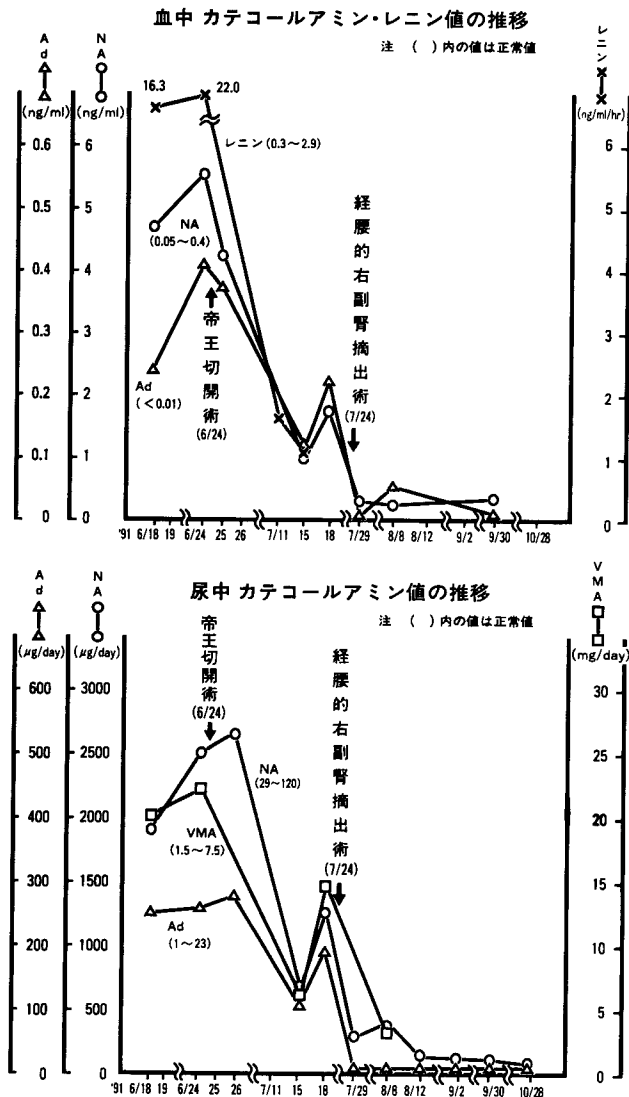 血中 カテコールアミン・レニン値の推移
注 ( )内の値は正常値
Ad
(ng/ml)
NA
(ng/ml)
レニン
(ng/ml/hr)
0.6
0.5
0.4
0.3
0.2
0.1
0
6
5
4
3
2
1
0
16.3
22.0
レニン(0.3〜2.9)
NA
(0.05〜0.4)
Ad
(<0.01)
帝王切開術
(6/24)
経腰的右副腎摘出術
(7/24)
6
5
4
3
2
1
0
'91 6/18 19 6/24 25 26 7/11 15 18 7/29 8/8 8/12 9/2 9/30 10/28
尿中 カテコールアミン値の推移
注 ( )内の値は正常値
Ad
(μg/day)
NA
(μg/day)
VMA
(mg/day)
600
500
400
300
200
100
0
3000
2500
2000
1500
1000
500
0
帝王切開術
(6/24)
経腰的右副腎摘出術
(7/24)
NA
(29〜120)
VMA
(1.5〜7.5)
Ad
(1〜23)
30
25
20
15
10
5
0
'91 6/18 19 6/24 25 26 7/11 15 18 7/29 8/8 8/12 9/2 9/30 10/28